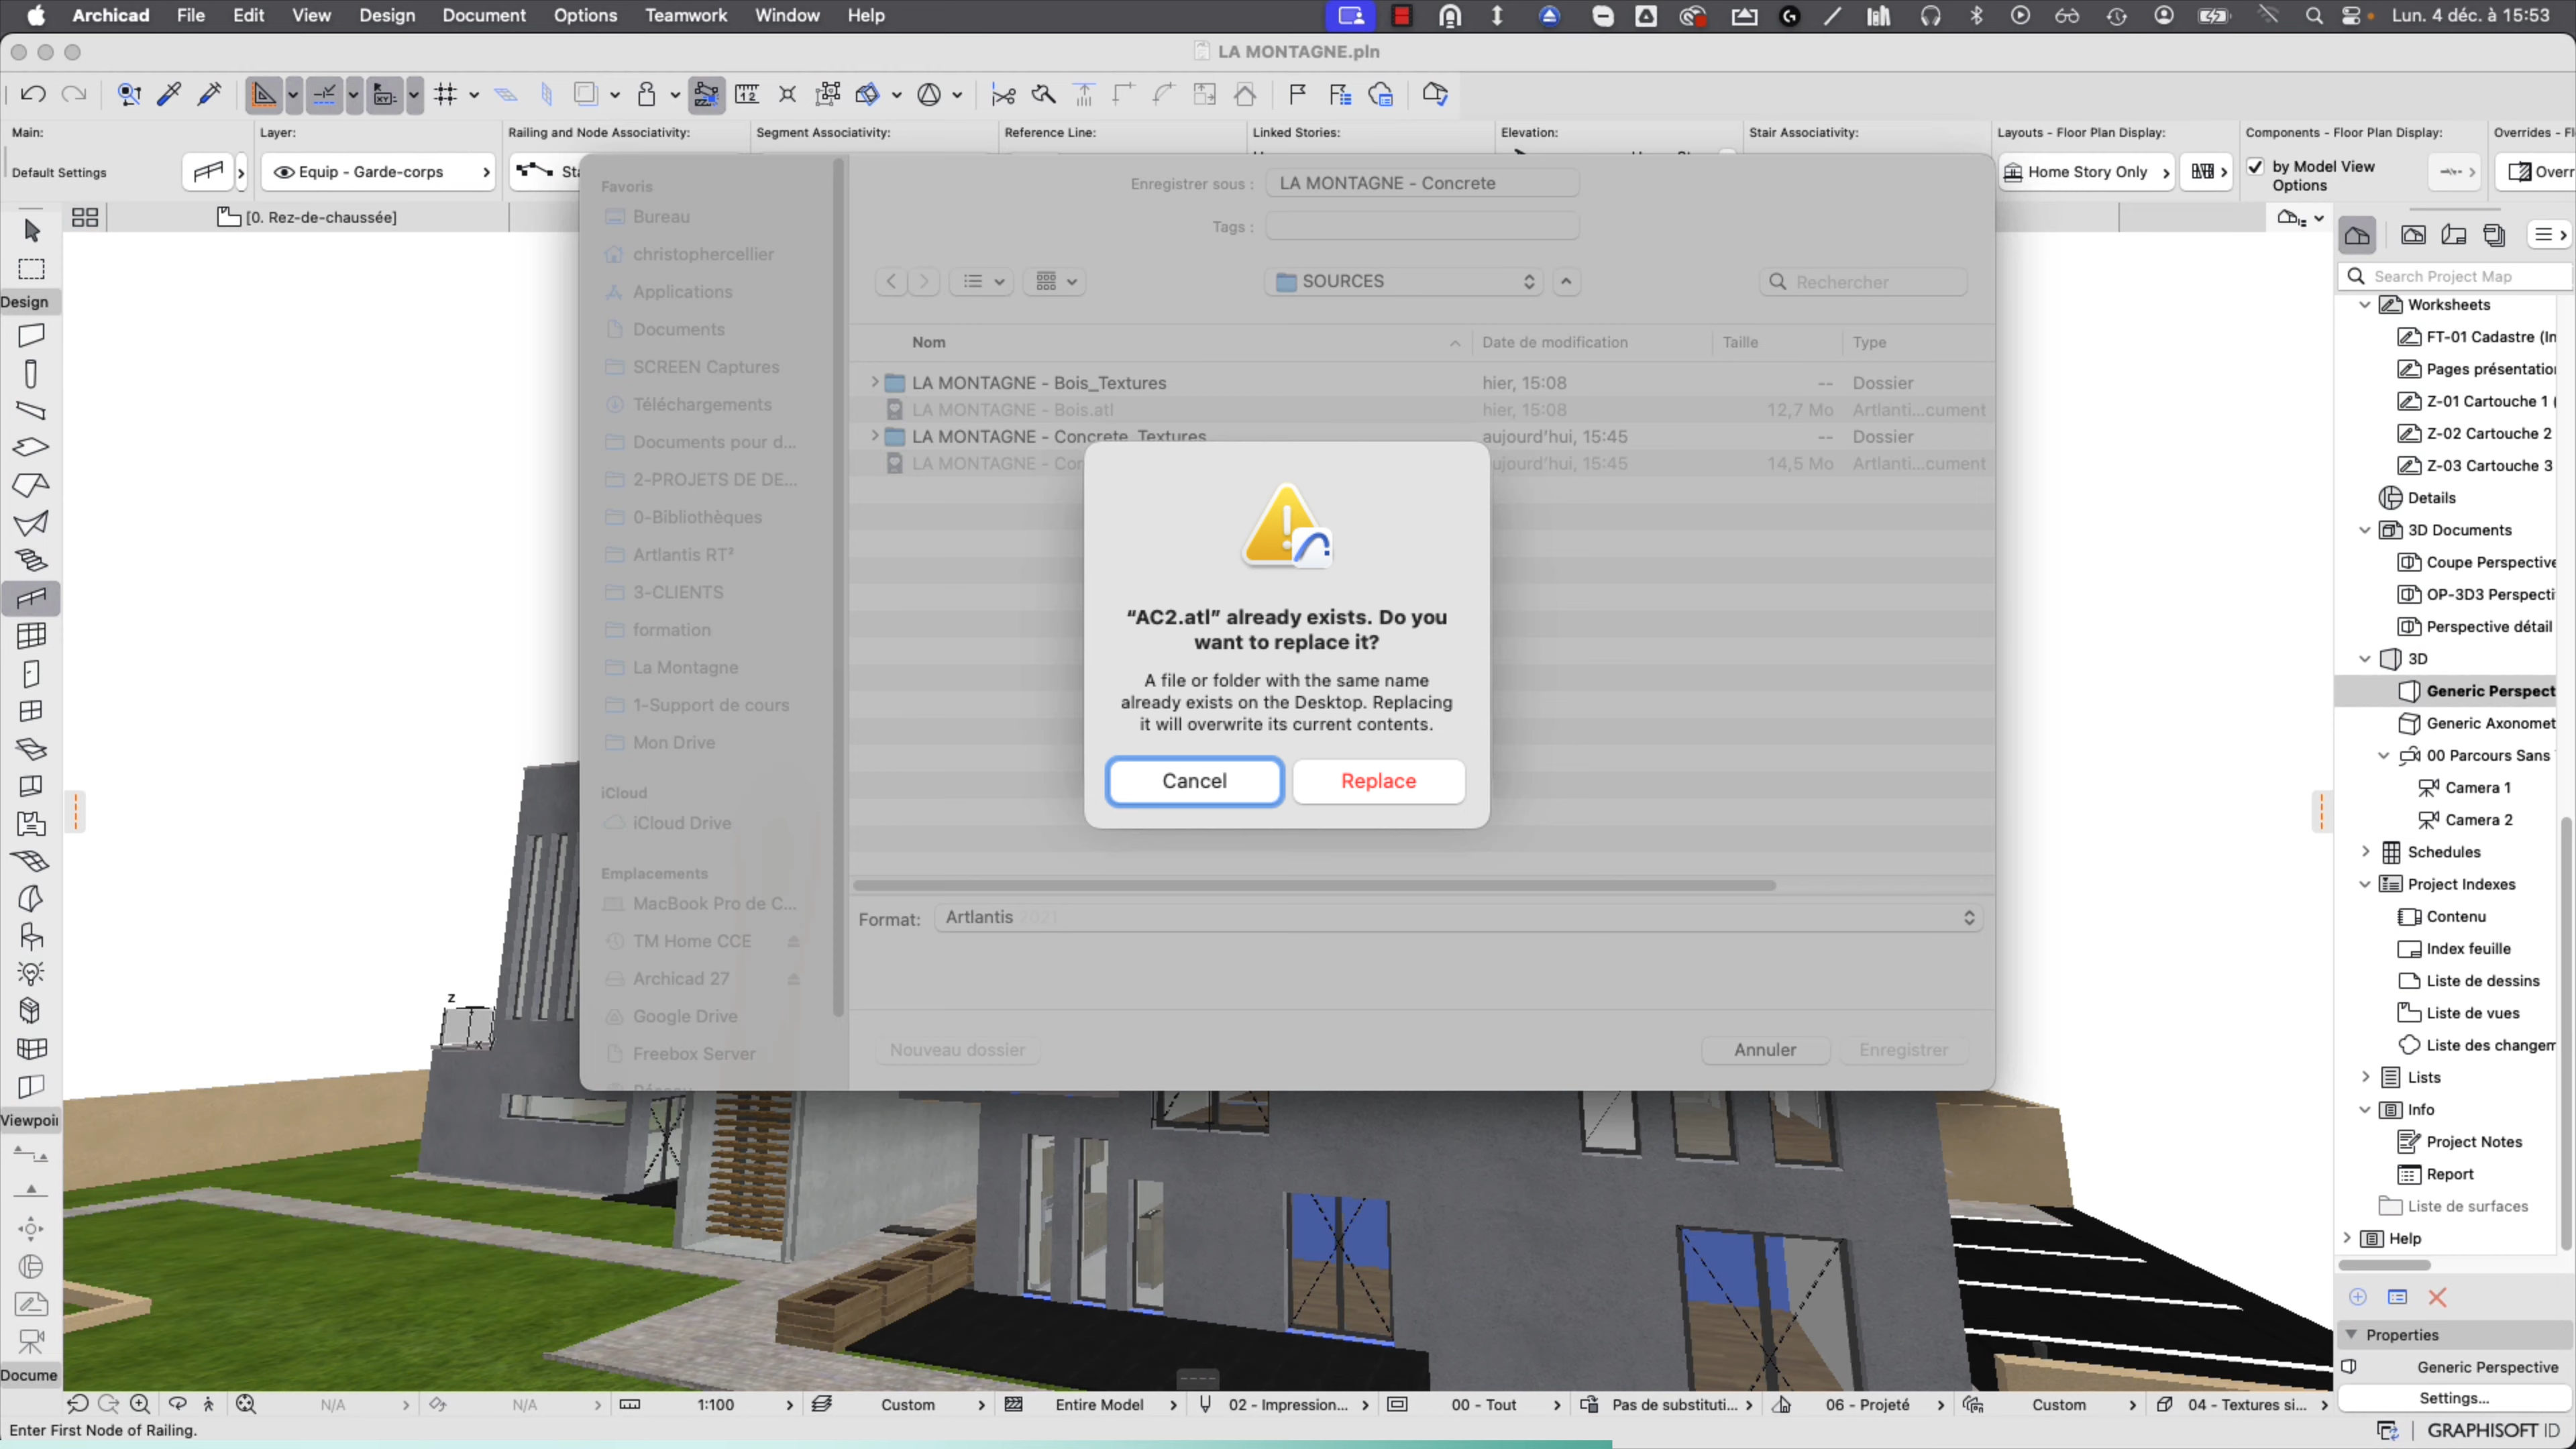 Archicad File Edit View Design Document Options Teamwork Window Help Lun. 4 déc. à 15:53
LA MONTAGNE.pln
Main: Layer: Railing and Node Associativity: Segment Associativity: Reference Line: Linked Stories: Elevation: Stair Associativity: Layouts - Floor Plan Display: Components - Floor Plan Display: Overrides - Fl
Default Settings
Equip - Garde-corps
Home Story Only
by Model View
Options
Overr
[0. Rez-de-chaussée]
Design
Viewpoi
Docume
Favoris
Bureau
christophercellier
Applications
Documents
SCREEN Captures
Téléchargements
Documents pour d...
2-PROJETS DE DE...
0-Bibliothèques
Artlantis RT²
3-CLIENTS
formation
La Montagne
1-Support de cours
Mon Drive
iCloud
iCloud Drive
Emplacements
MacBook Pro de C...
TM Home CCE
Archicad 27
Google Drive
Freebox Server
Enregistrer sous : LA MONTAGNE - Concrete
Tags :
SOURCES
Rechercher
Nom Date de modification Taille Type
LA MONTAGNE - Bois_Textures hier, 15:08 -- Dossier
LA MONTAGNE - Bois.atl hier, 15:08 12,7 Mo Artlanti...cument
LA MONTAGNE - Concrete_Textures aujourd'hui, 15:45 -- Dossier
LA MONTAGNE - Con ujourd'hui, 15:45 14,5 Mo Artlanti...cument
“AC2.atl” already exists. Do you
want to replace it?
A file or folder with the same name
already exists on the Desktop. Replacing
it will overwrite its current contents.
Cancel Replace
Format: Artlantis 2021
Nouveau dossier Annuler Enregistrer
z
x
Search Project Map
Worksheets
FT-01 Cadastre (In
Pages présentation
Z-01 Cartouche 1 (
Z-02 Cartouche 2
Z-03 Cartouche 3
Details
3D Documents
Coupe Perspective
OP-3D3 Perspecti
Perspective détail
3D
Generic Perspect
Generic Axonomet
00 Parcours Sans
Camera 1
Camera 2
Schedules
Project Indexes
Contenu
Index feuille
Liste de dessins
Liste de vues
Liste des changem
Lists
Info
Project Notes
Report
Liste de surfaces
Help
Properties
Generic Perspective
Settings...
N/A N/A 1:100 Custom Entire Model 02 - Impression... 00 - Tout Pas de substituti... 06 - Projeté Custom 04 - Textures si...
Enter First Node of Railing.
GRAPHISOFT ID